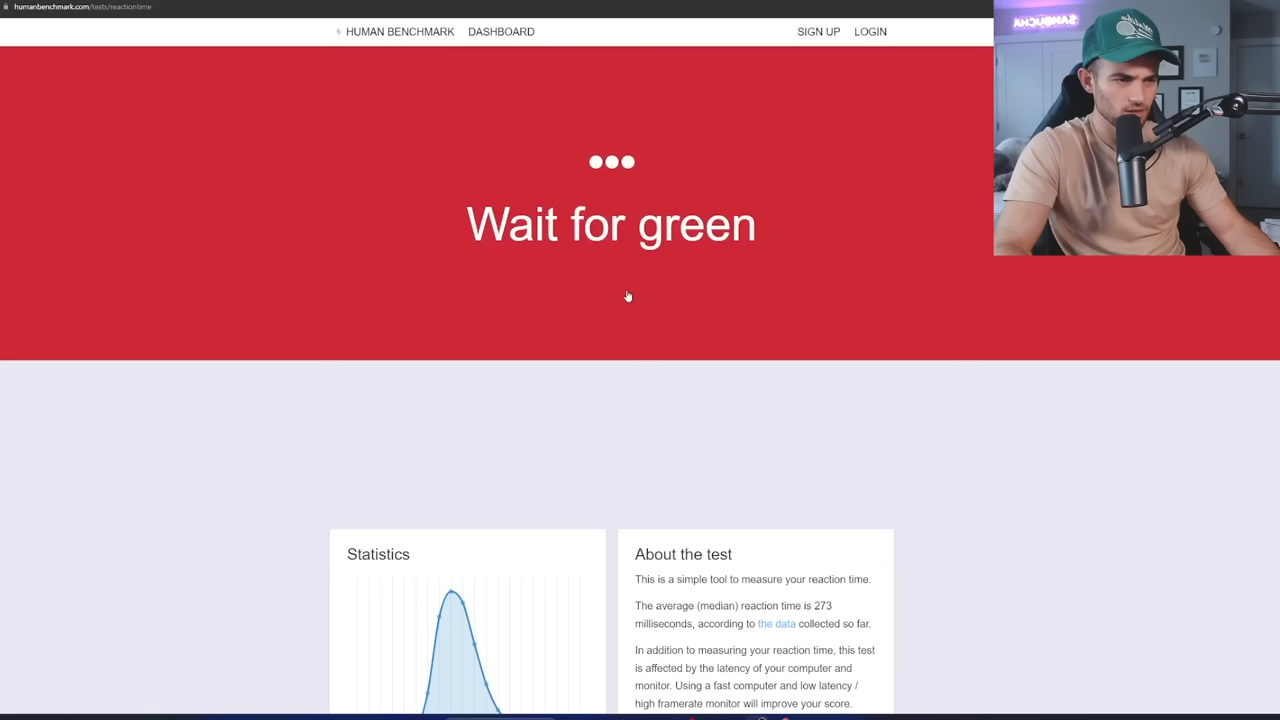 humanbenchmark.com/tests/reactiontime
HUMAN BENCHMARK DASHBOARD SIGN UP LOGIN
Wait for green
Statistics
About the test
This is a simple tool to measure your reaction time.
The average (median) reaction time is 273
milliseconds, according to the data collected so far.
In addition to measuring your reaction time, this test
is affected by the latency of your computer and
monitor. Using a fast computer and low latency /
high framerate monitor will improve your score.
SANDUCHA